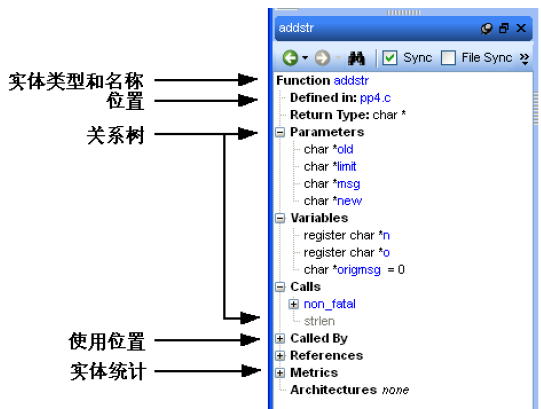 addstr
Sync File Sync
实体类型和名称
位置
关系树
使用位置
实体统计
Function addstr
Defined in: pp4.c
Return Type: char *
Parameters
char *old
char *limit
char *msg
char *new
Variables
register char *n
register char *o
char *origmsg = 0
Calls
non_fatal
strlen
Called By
References
Metrics
Architectures none